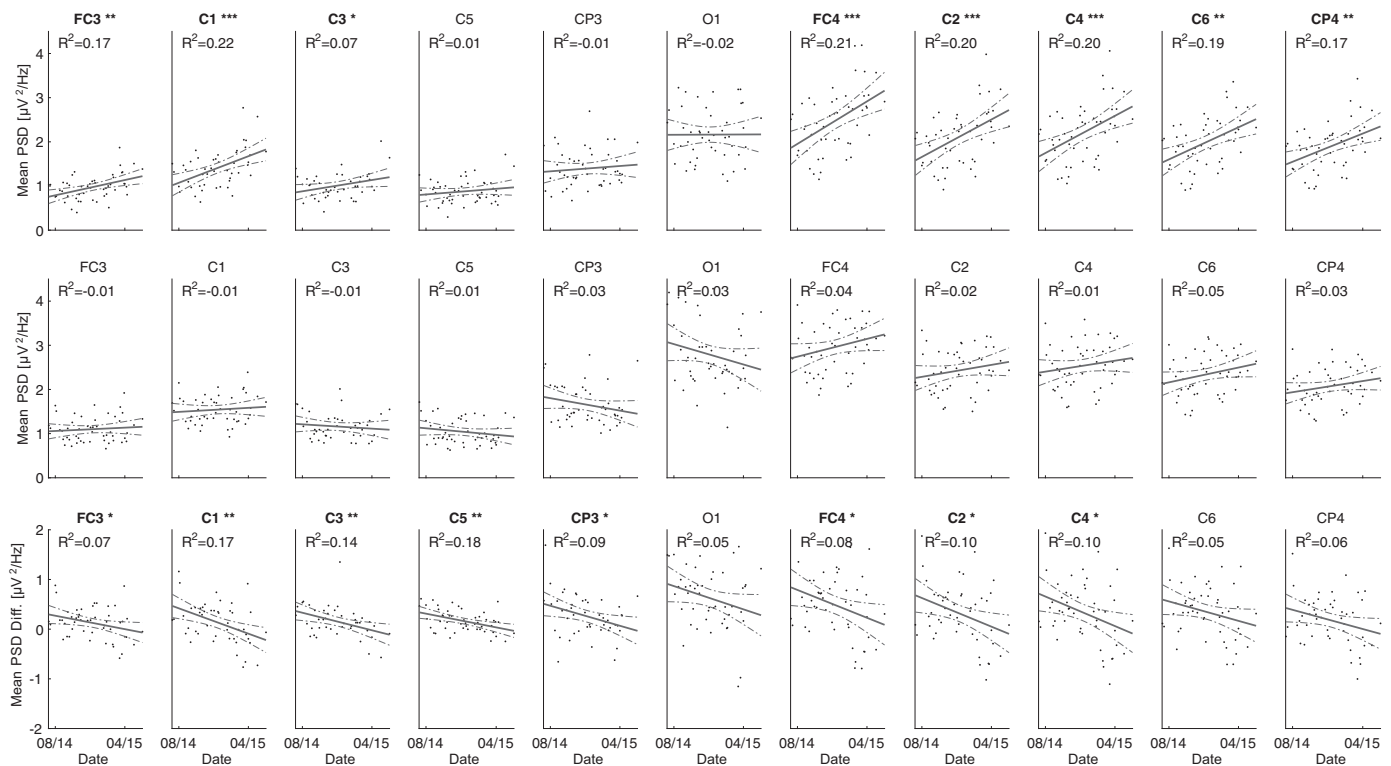 FC3 ** C1 *** C3 * C5 CP3 O1 FC4 *** C2 *** C4 *** C6 ** CP4 **
R²=0.17 R²=0.22 R²=0.07 R²=0.01 R²=-0.01 R²=-0.02 R²=0.21 R²=0.20 R²=0.20 R²=0.19 R²=0.17
4
3
2
1
0
Mean PSD [µV ²/Hz]
FC3 C1 C3 C5 CP3 O1 FC4 C2 C4 C6 CP4
R²=-0.01 R²=-0.01 R²=-0.01 R²=0.01 R²=0.03 R²=0.03 R²=0.04 R²=0.02 R²=0.01 R²=0.05 R²=0.03
4
3
2
1
0
Mean PSD [µV ²/Hz]
FC3 * C1 ** C3 ** C5 ** CP3 * O1 FC4 * C2 * C4 * C6 CP4
2
R²=0.07 R²=0.17 R²=0.14 R²=0.18 R²=0.09 R²=0.05 R²=0.08 R²=0.10 R²=0.10 R²=0.05 R²=0.06
1
0
-1
-2
Mean PSD Diff. [µV ²/Hz]
08/14 04/15 08/14 04/15 08/14 04/15 08/14 04/15 08/14 04/15 08/14 04/15 08/14 04/15 08/14 04/15 08/14 04/15 08/14 04/15 08/14 04/15
Date Date Date Date Date Date Date Date Date Date Date